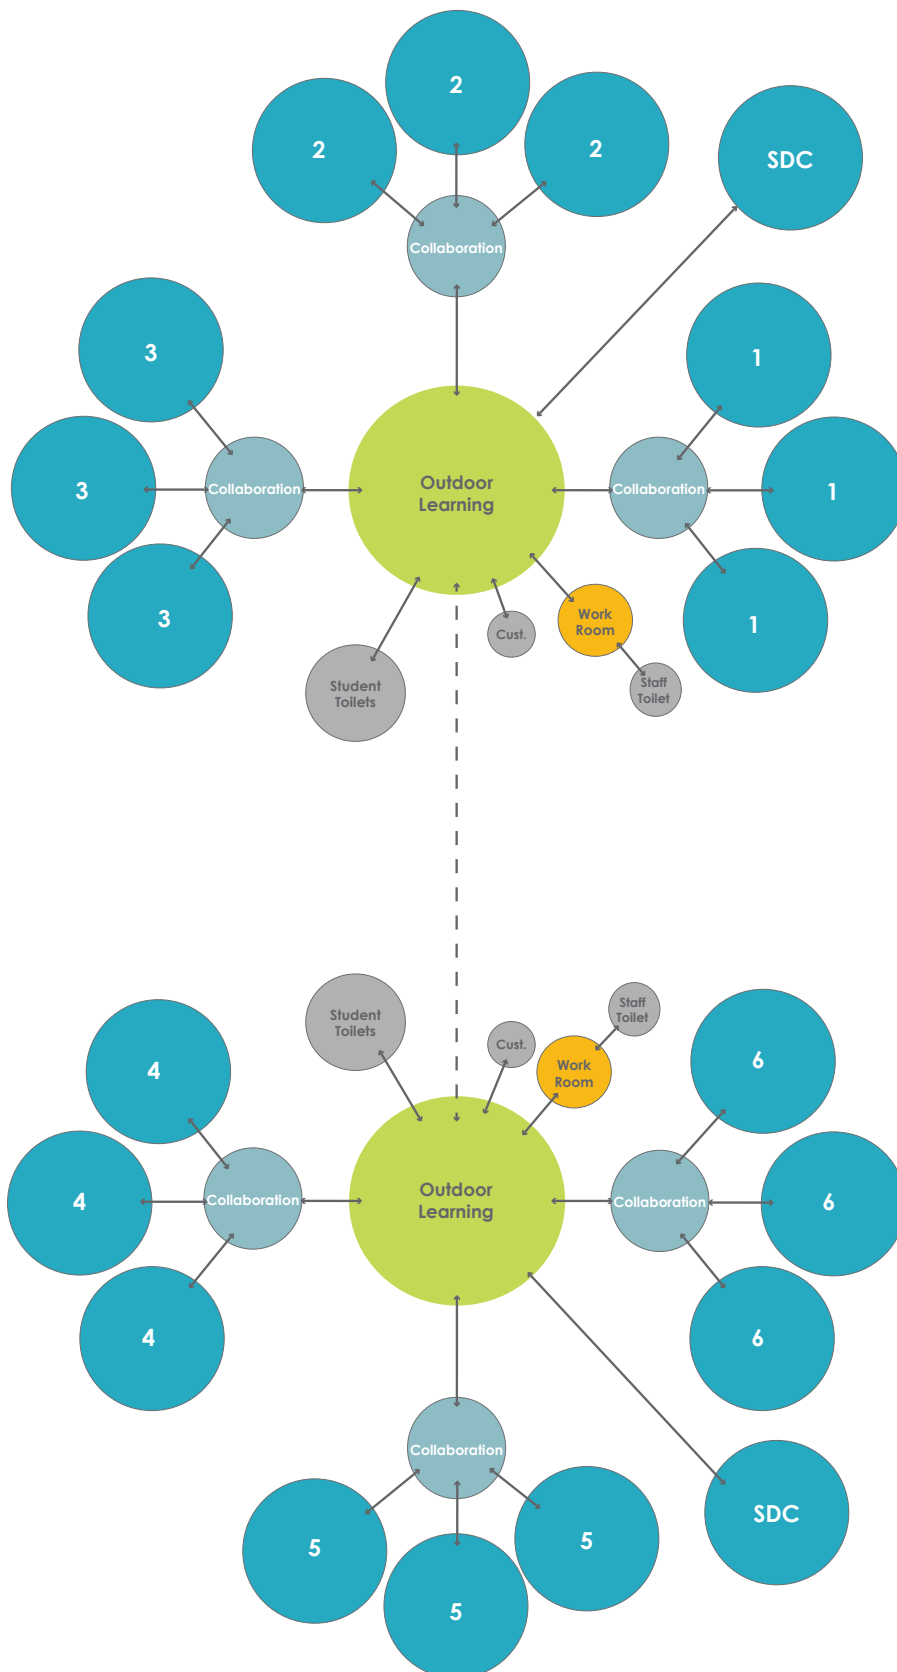 2
2
2
SDC
Collaboration
3
1
3
Collaboration
Outdoor
Learning
Collaboration
1
3
1
Cust.
Work
Room
Student
Toilets
Staff
Toilet
Student
Toilets
Cust.
Staff
Toilet
Work
Room
4
6
4
Collaboration
Outdoor
Learning
Collaboration
6
4
6
Collaboration
5
5
5
SDC